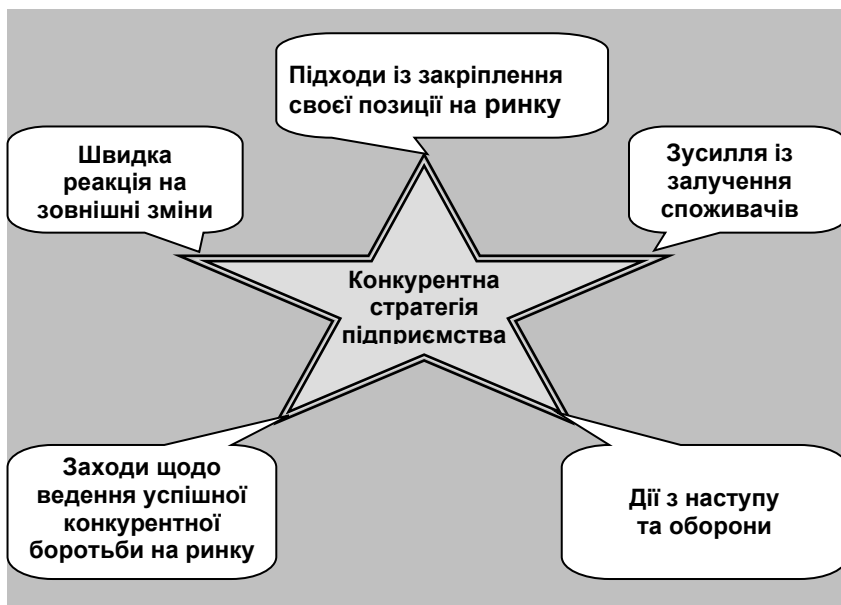 Підходи із закріплення
своєї позиції на ринку
Швидка
реакція на
зовнішні зміни
Зусилля із
залучення
споживачів
Конкурентна
стратегія
підприємства
Заходи щодо
ведення успішної
конкурентної
боротьби на ринку
Дії з наступу
та оборони